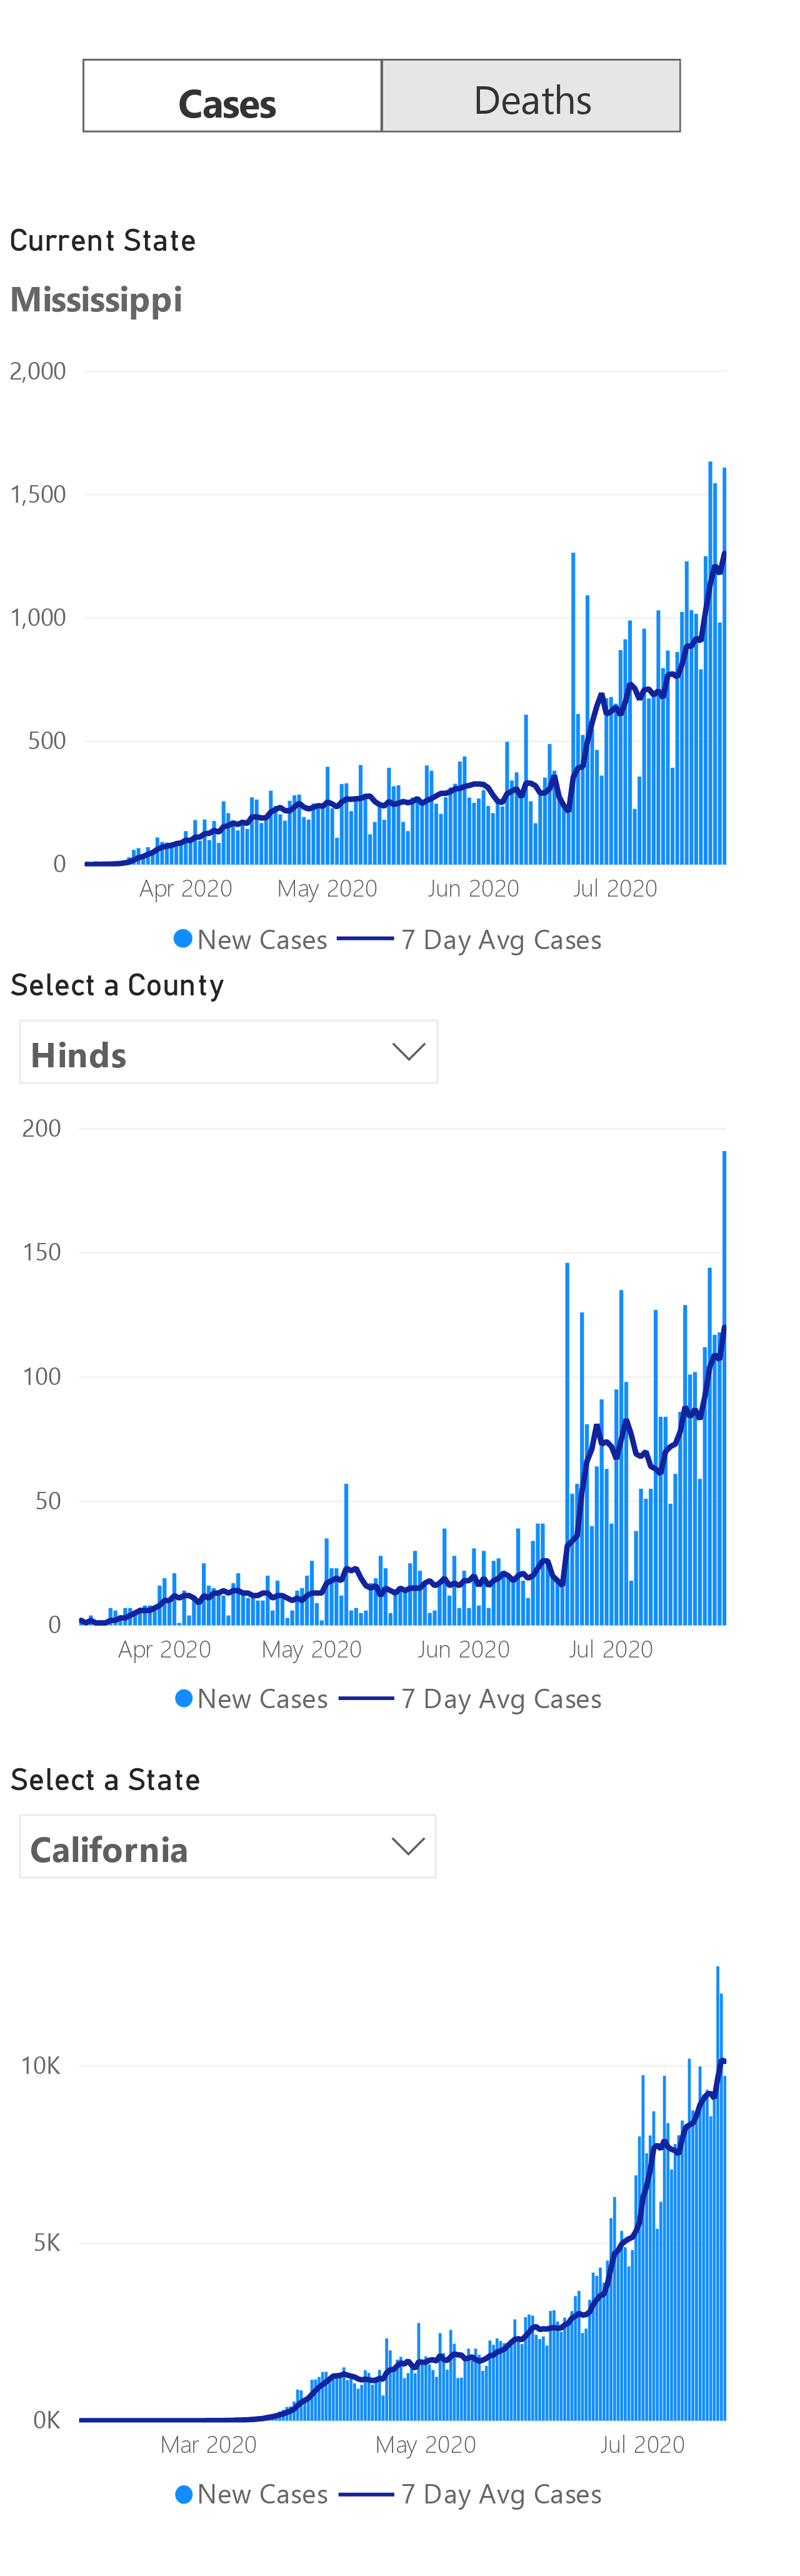 Cases Deaths
Current State
Mississippi
2,000
1,500
1,000
500
0
Apr 2020 May 2020 Jun 2020 Jul 2020
New Cases 7 Day Avg Cases
Select a County
Hinds
200
150
100
50
0
Apr 2020 May 2020 Jun 2020 Jul 2020
New Cases 7 Day Avg Cases
Select a State
California
10K
5K
0K
Mar 2020 May 2020 Jul 2020
New Cases 7 Day Avg Cases